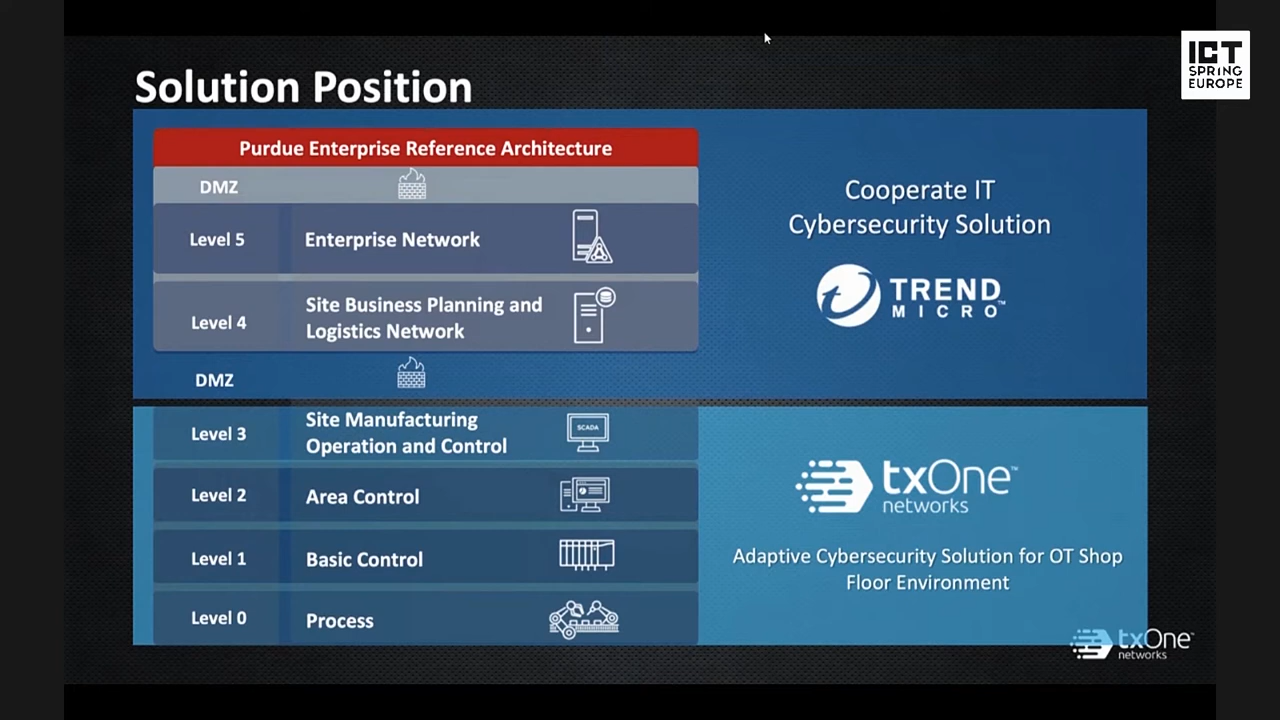 ICT
SPRING
EUROPE
Solution Position
Purdue Enterprise Reference Architecture
DMZ
Level 5
Enterprise Network
Level 4
Site Business Planning and
Logistics Network
DMZ
Cooperate IT
Cybersecurity Solution
TREND
MICRO™
Level 3
Site Manufacturing
Operation and Control
SCADA
Level 2
Area Control
Level 1
Basic Control
Level 0
Process
txOne™
networks
Adaptive Cybersecurity Solution for OT Shop
Floor Environment
txOne™
networks